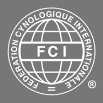 FEDERATION CYNOLOGIQUE INTERNATIONALE
FCI
®